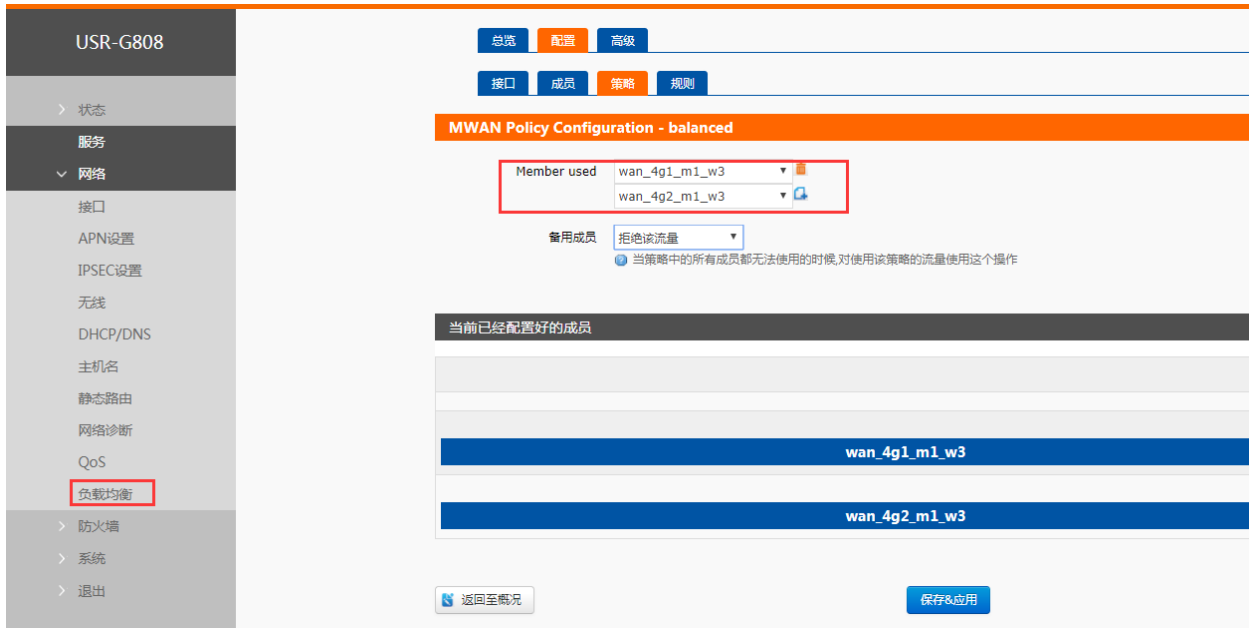 USR-G808
状态
服务
网络
接口
APN设置
IPSEC设置
无线
DHCP/DNS
主机名
静态路由
网络诊断
QoS
负载均衡
防火墙
系统
退出
总览 配置 高级
接口 成员 策略 规则
MWAN Policy Configuration - balanced
Member used wan_4g1_m1_w3
wan_4g2_m1_w3
备用成员 拒绝该流量
当策略中的所有成员都无法使用的时候,对使用该策略的流量使用这个操作
当前已经配置好的成员
wan_4g1_m1_w3
wan_4g2_m1_w3
返回至概况 保存&应用